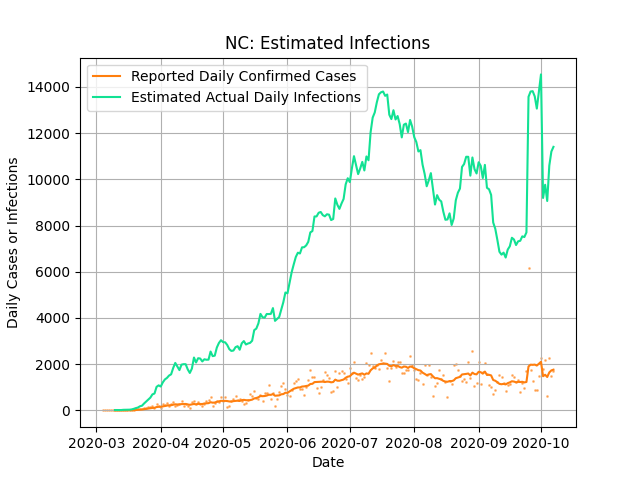 NC: Estimated Infections
Reported Daily Confirmed Cases
Estimated Actual Daily Infections
Daily Cases or Infections
14000
12000
10000
8000
6000
4000
2000
0
2020-03 2020-04 2020-05 2020-06 2020-07 2020-08 2020-09 2020-10
Date